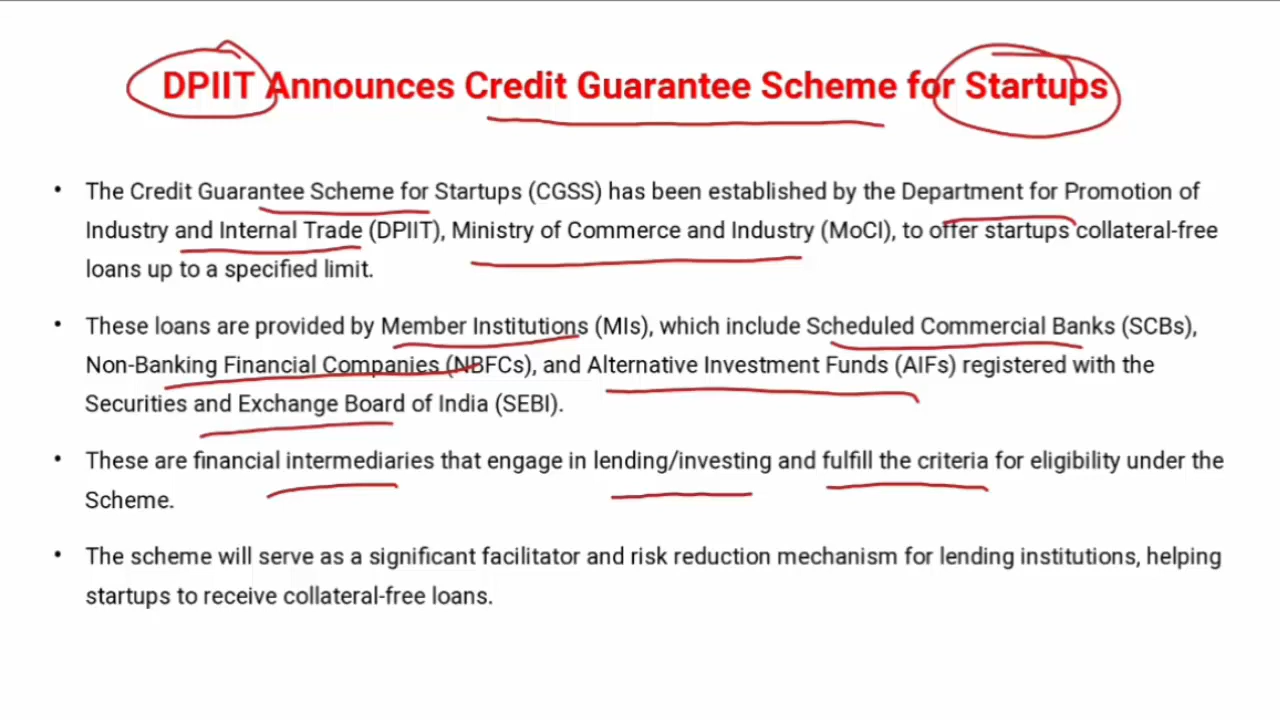 DPIIT Announces Credit Guarantee Scheme for Startups
• The Credit Guarantee Scheme for Startups (CGSS) has been established by the Department for Promotion of
Industry and Internal Trade (DPIIT), Ministry of Commerce and Industry (MoCI), to offer startups collateral-free
loans up to a specified limit.
• These loans are provided by Member Institutions (MIs), which include Scheduled Commercial Banks (SCBs),
Non-Banking Financial Companies (NBFCs), and Alternative Investment Funds (AIFs) registered with the
Securities and Exchange Board of India (SEBI).
• These are financial intermediaries that engage in lending/investing and fulfill the criteria for eligibility under the
Scheme.
• The scheme will serve as a significant facilitator and risk reduction mechanism for lending institutions, helping
startups to receive collateral-free loans.